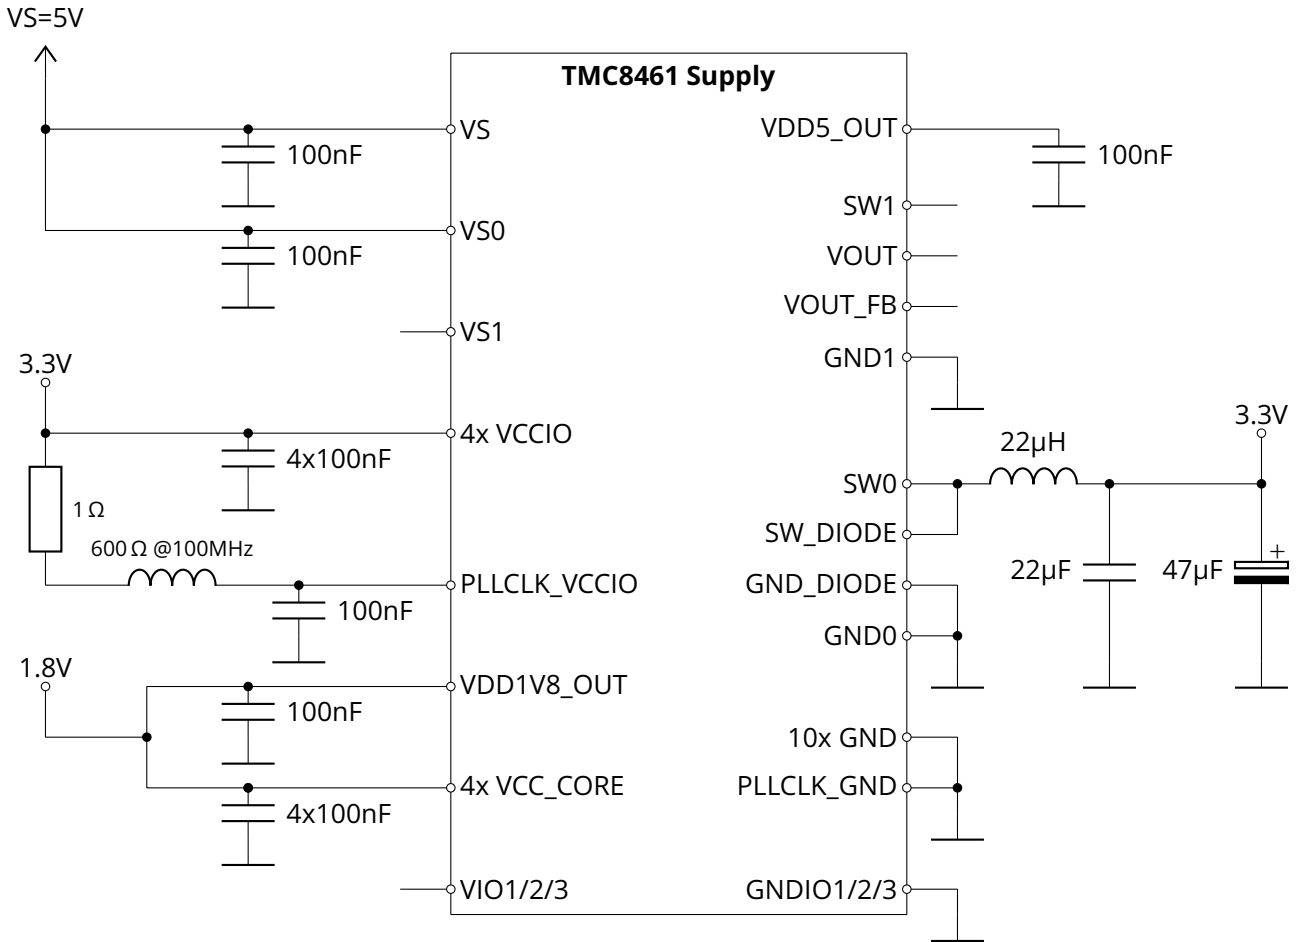 VS=5V
TMC8461 Supply
VS
VDD5_OUT
100nF
100nF
SW1
VS0
100nF
VOUT
VOUT_FB
VS1
GND1
3.3V
3.3V
4x VCCIO
4x100nF
22µH
SW0
1 Ω
SW_DIODE
600 Ω @100MHz
PLLCLK_VCCIO
GND_DIODE
22µF
47µF
+
100nF
GND0
1.8V
VDD1V8_OUT
100nF
10x GND
4x VCC_CORE
PLLCLK_GND
4x100nF
VIO1/2/3
GNDIO1/2/3